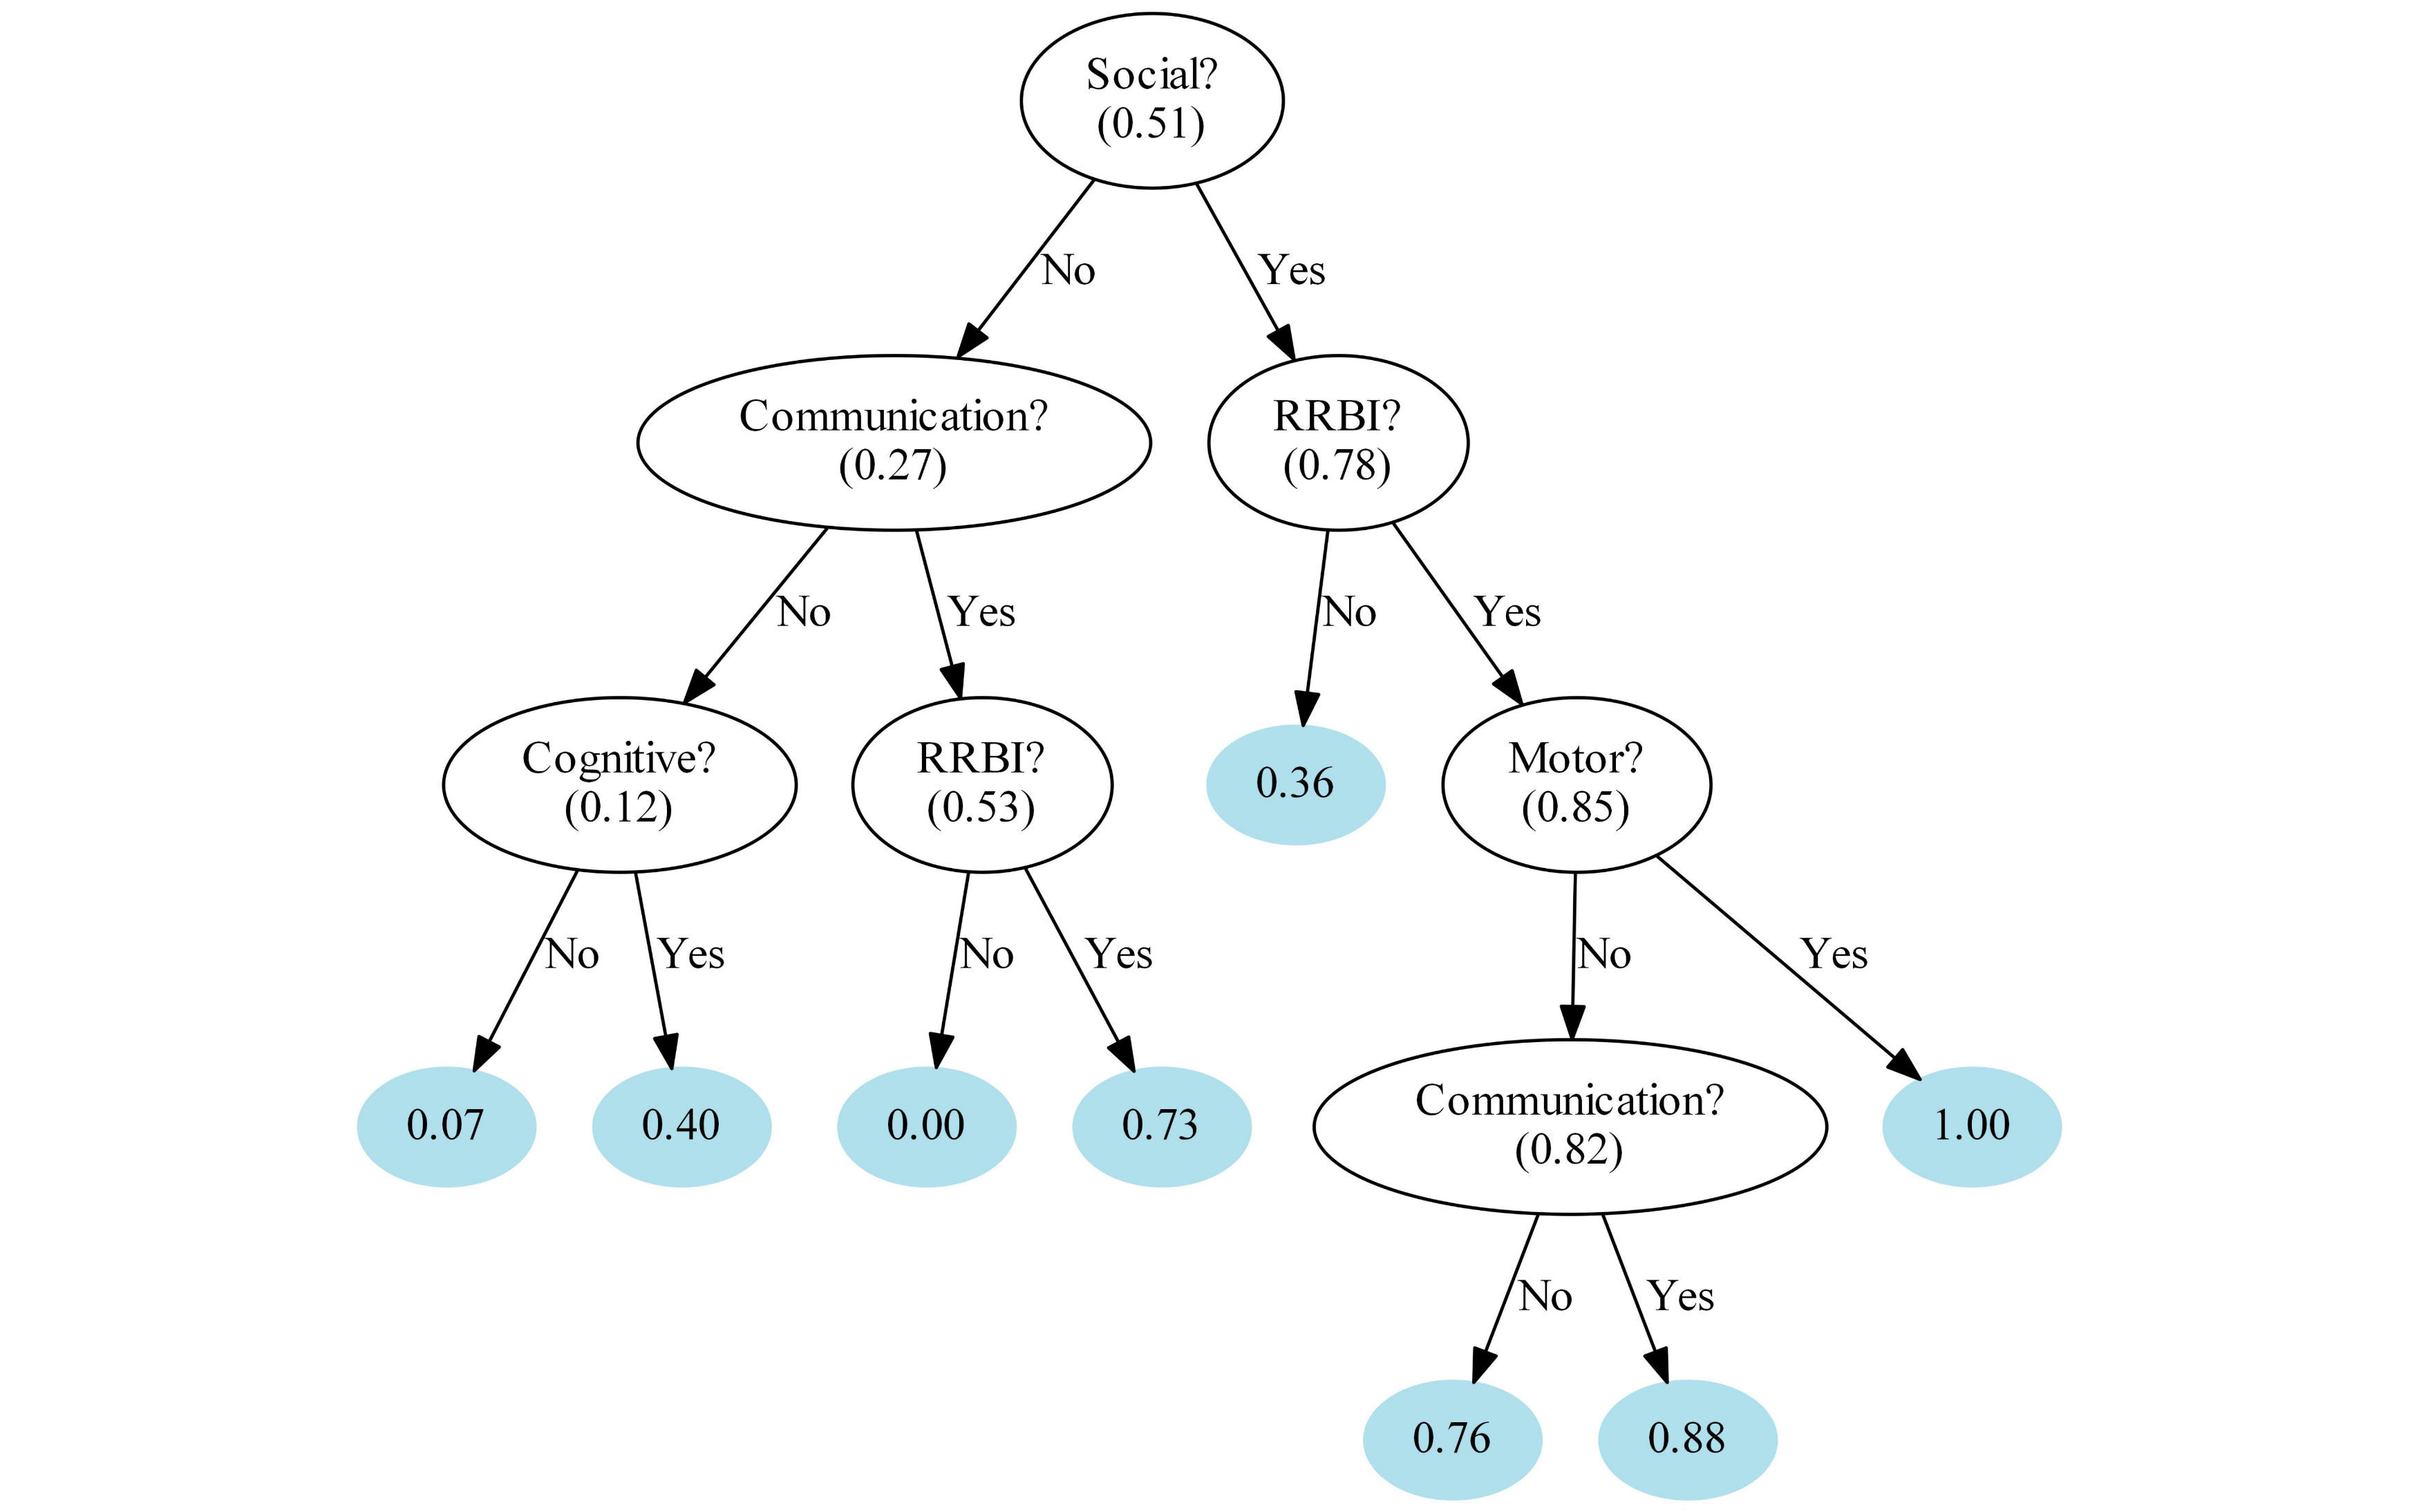 Social?
(0.51)
No
Yes
Communication?
(0.27)
RRBI?
(0.78)
No
Yes
No
Yes
Cognitive?
(0.12)
RRBI?
(0.53)
0.36
Motor?
(0.85)
No
Yes
No
Yes
No
Yes
0.07
0.40
0.00
0.73
Communication?
(0.82)
1.00
No
Yes
0.76
0.88